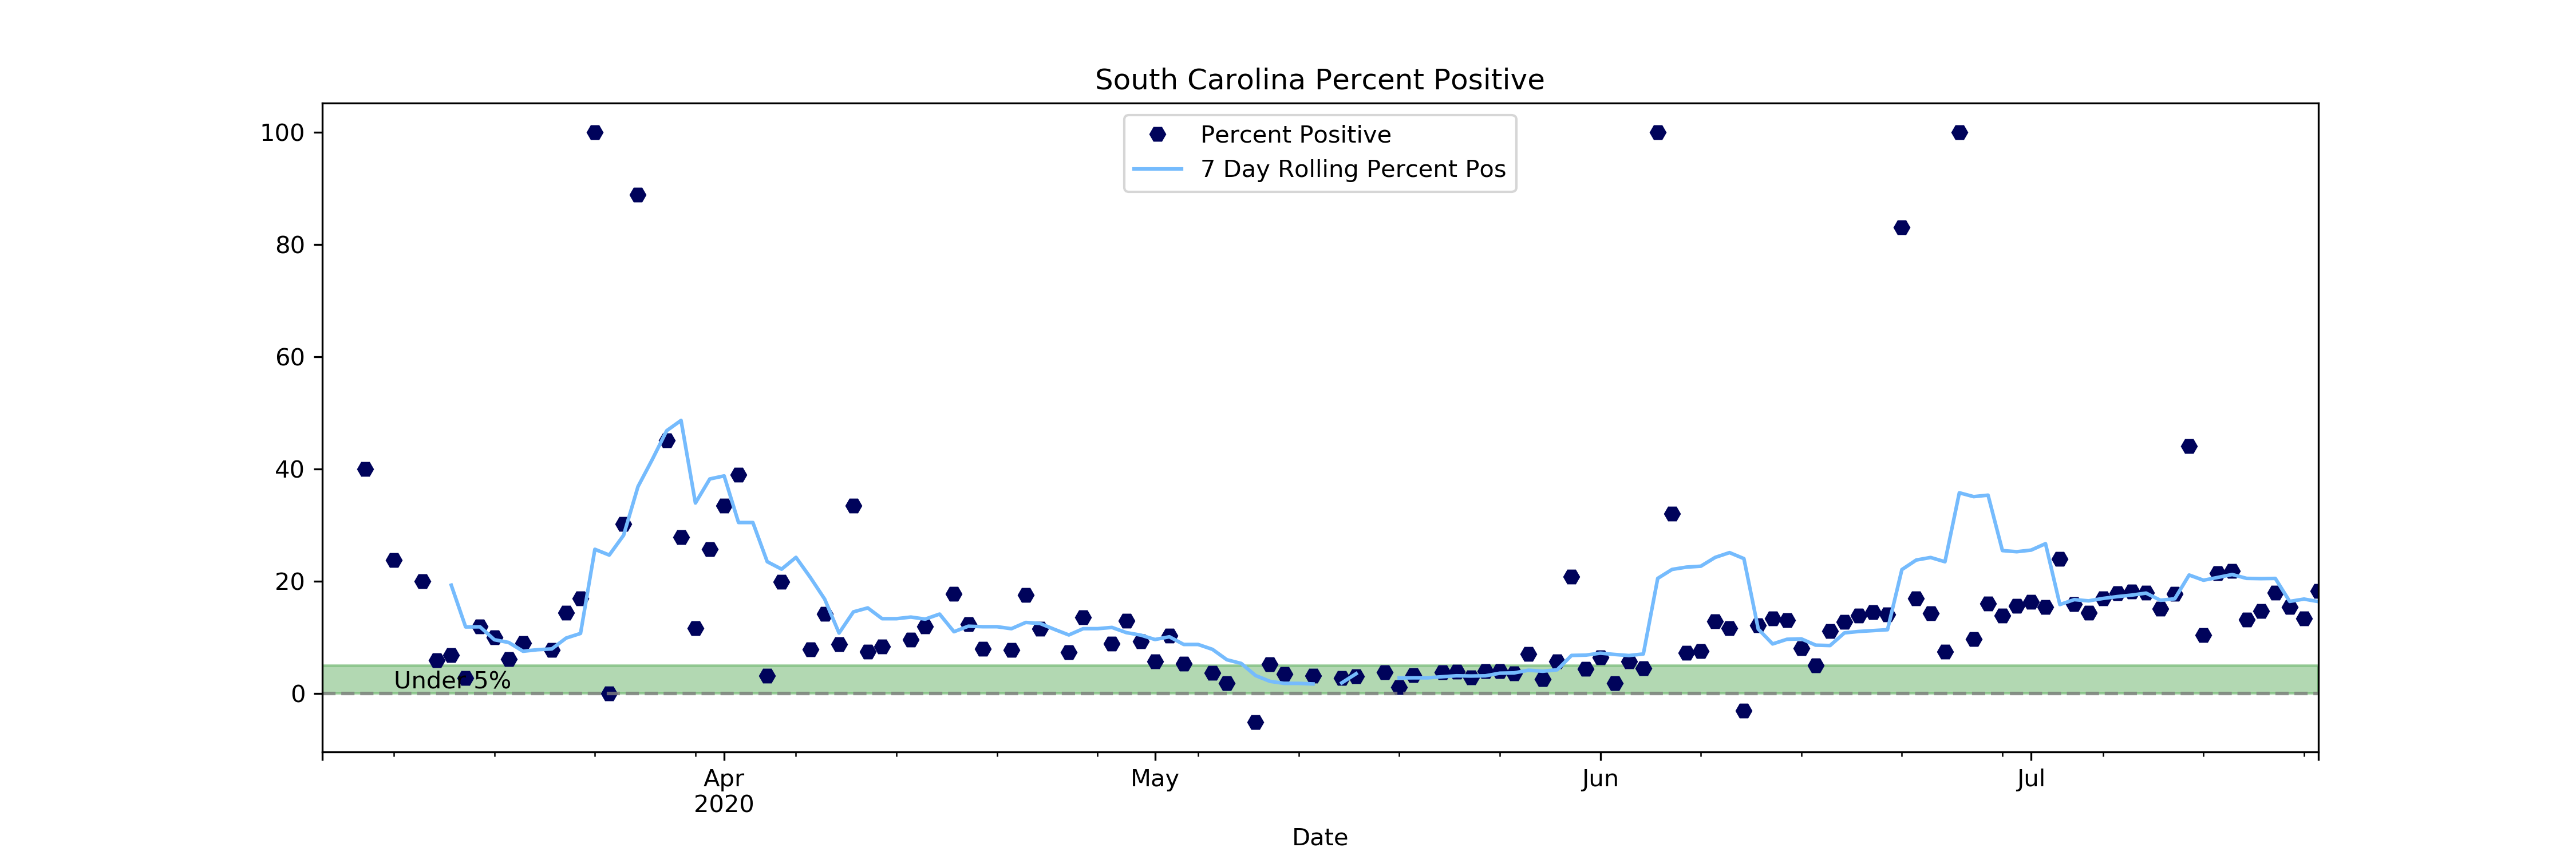 South Carolina Percent Positive
Percent Positive
7 Day Rolling Percent Pos
100
80
60
40
20
0
Under 5%
Apr
2020
May
Jun
Jul
Date